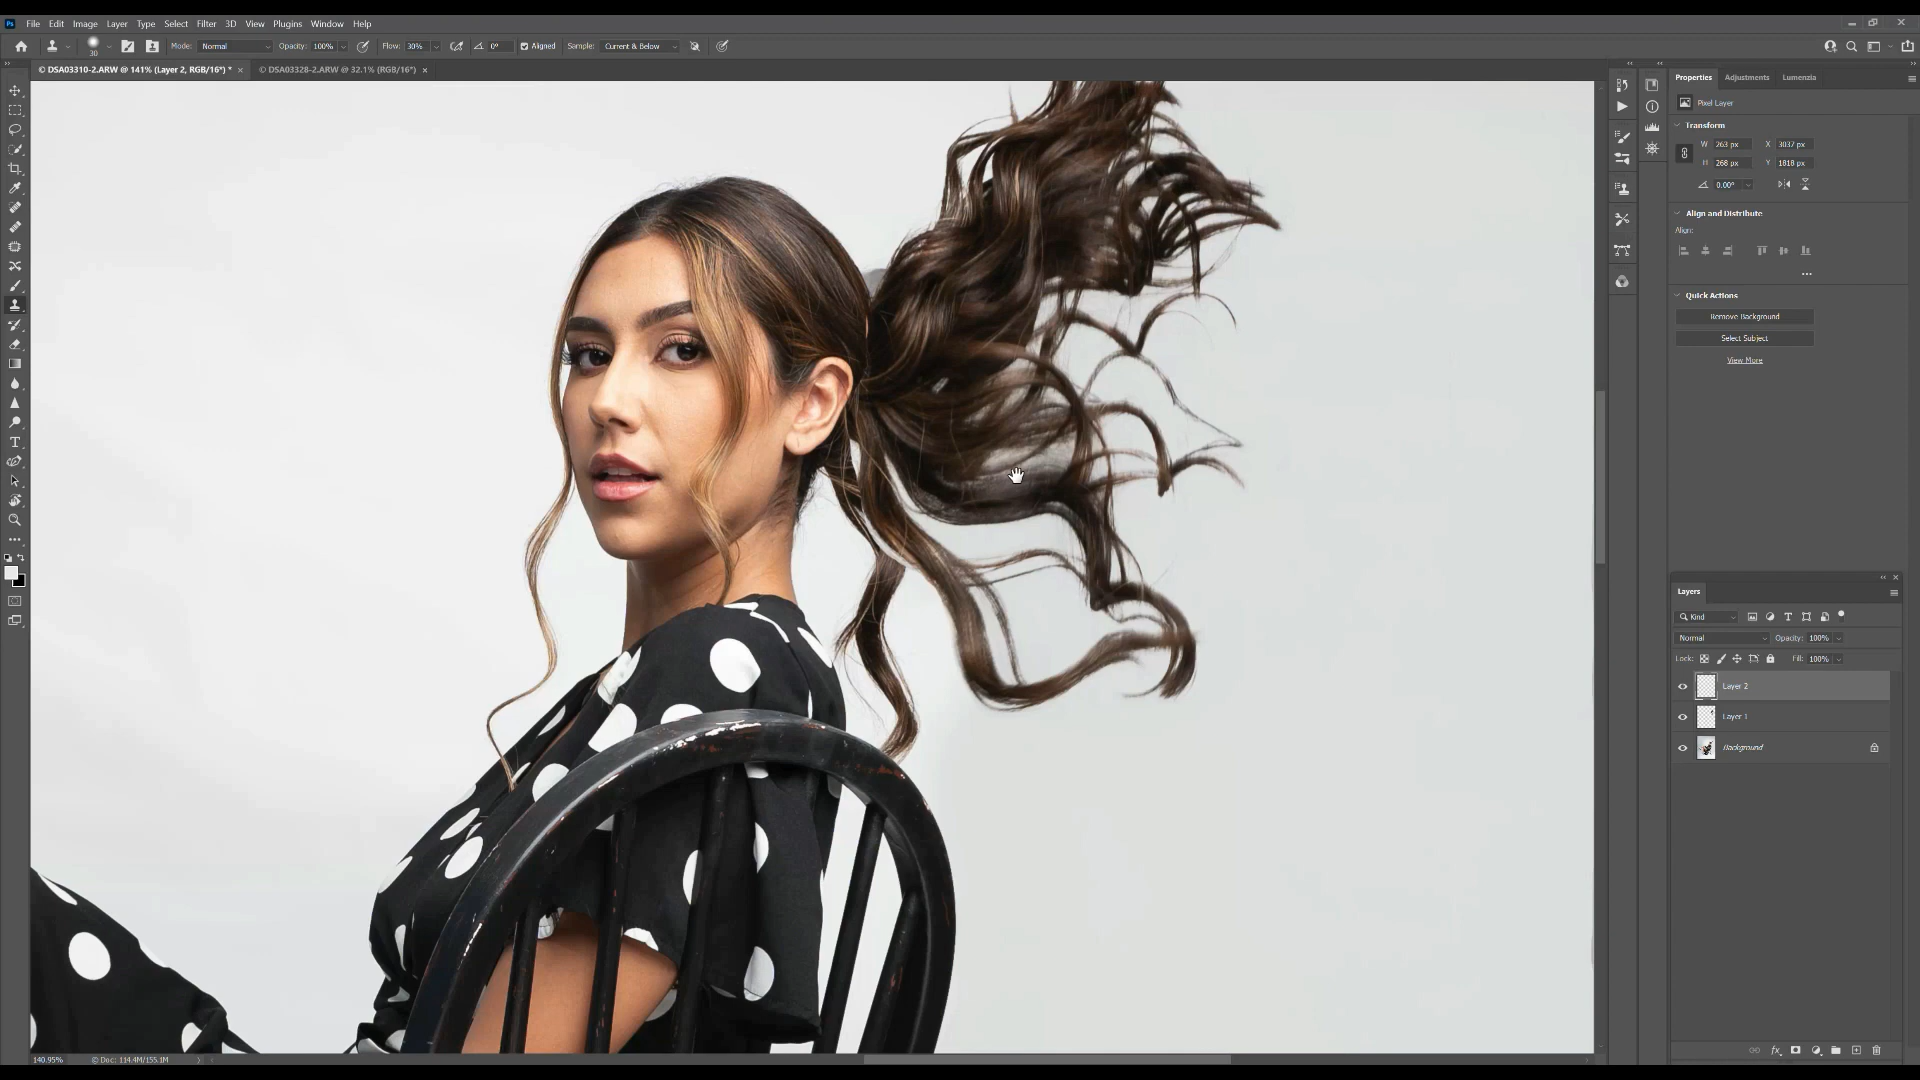 Ps File Edit Image Layer Type Select Filter 3D View Plugins Window Help
30 Mode: Normal Opacity: 100% Flow: 30% 0° Aligned Sample: Current & Below
© DSA03310-2.ARW @ 141% (Layer 2, RGB/16*) * × © DSA03328-2.ARW @ 32.1% (RGB/16*) ×
Properties Adjustments Lumenzia
Pixel Layer
Transform
W 263 px X 3037 px
H 268 px Y 1818 px
0.00°
Align and Distribute
Align:
Quick Actions
Remove Background
Select Subject
View More
Layers
Kind
Normal Opacity: 100%
Lock: Fill: 100%
Layer 2
Layer 1
Background
fx
140.95% © Doc: 114.4M/155.1M